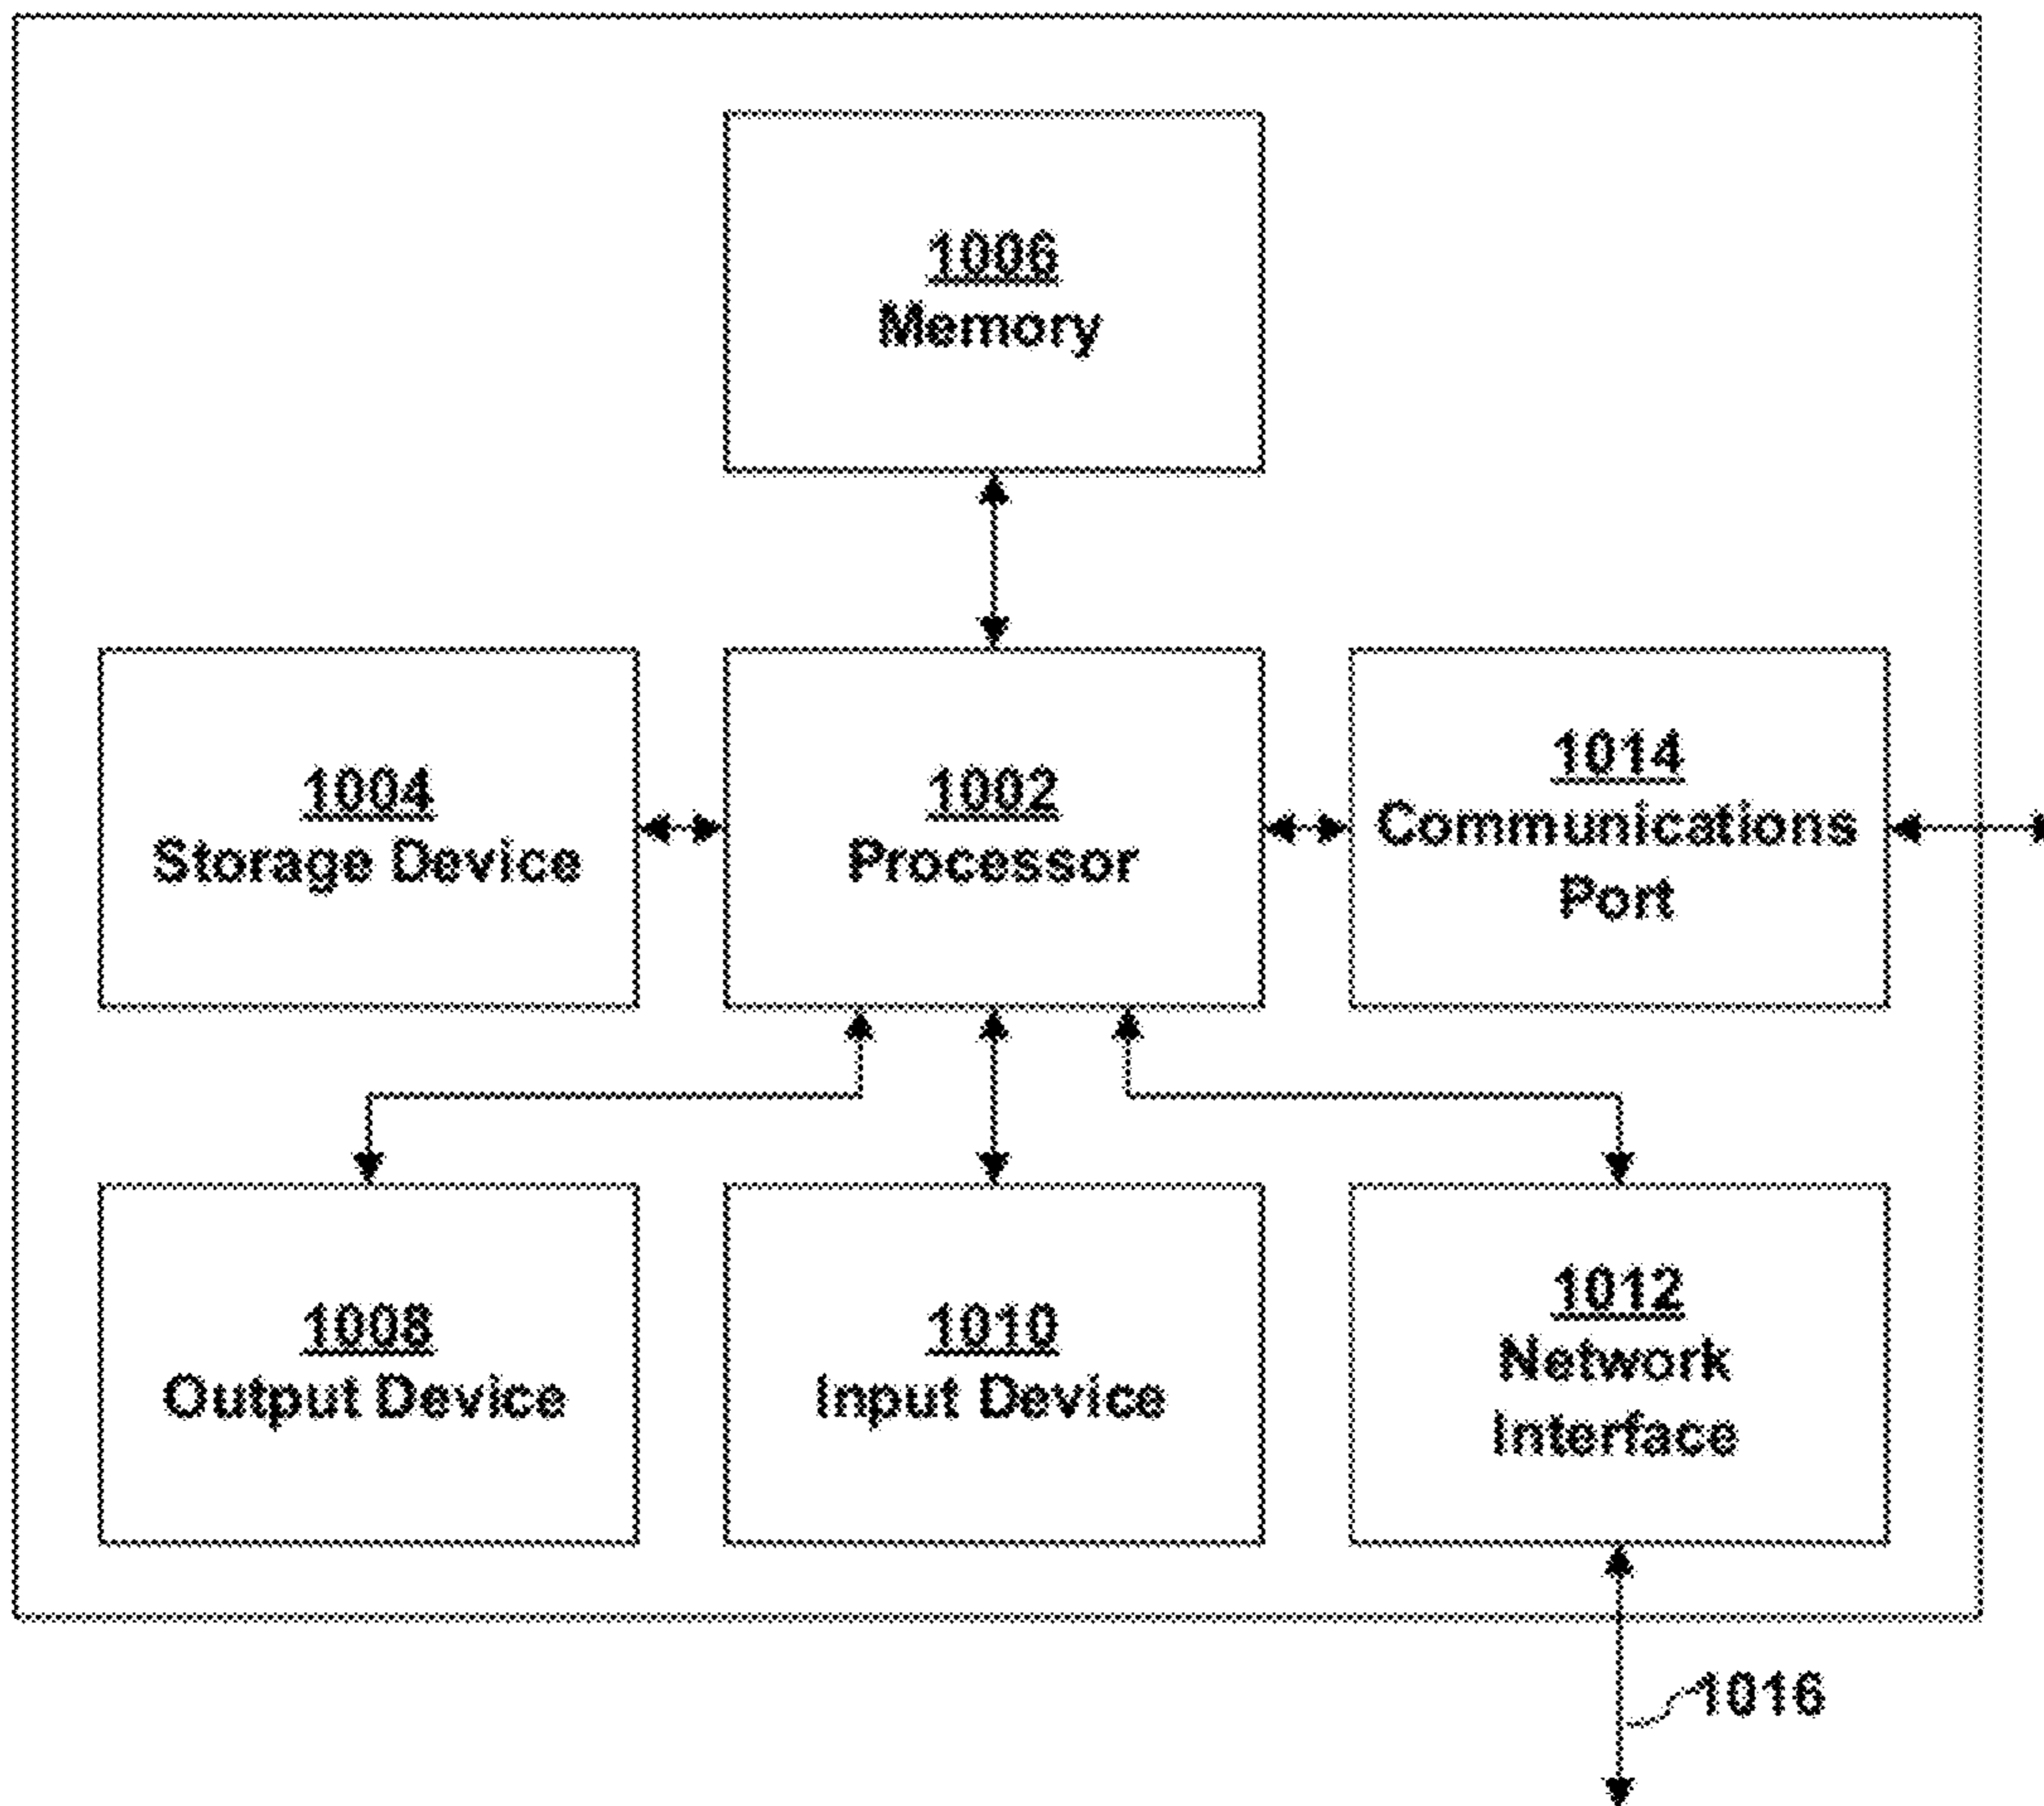 1006
Memory
1004
Storage Device
1002
Processor
1014
Communications
Port
1008
Output Device
1010
Input Device
1012
Network
Interface
1016